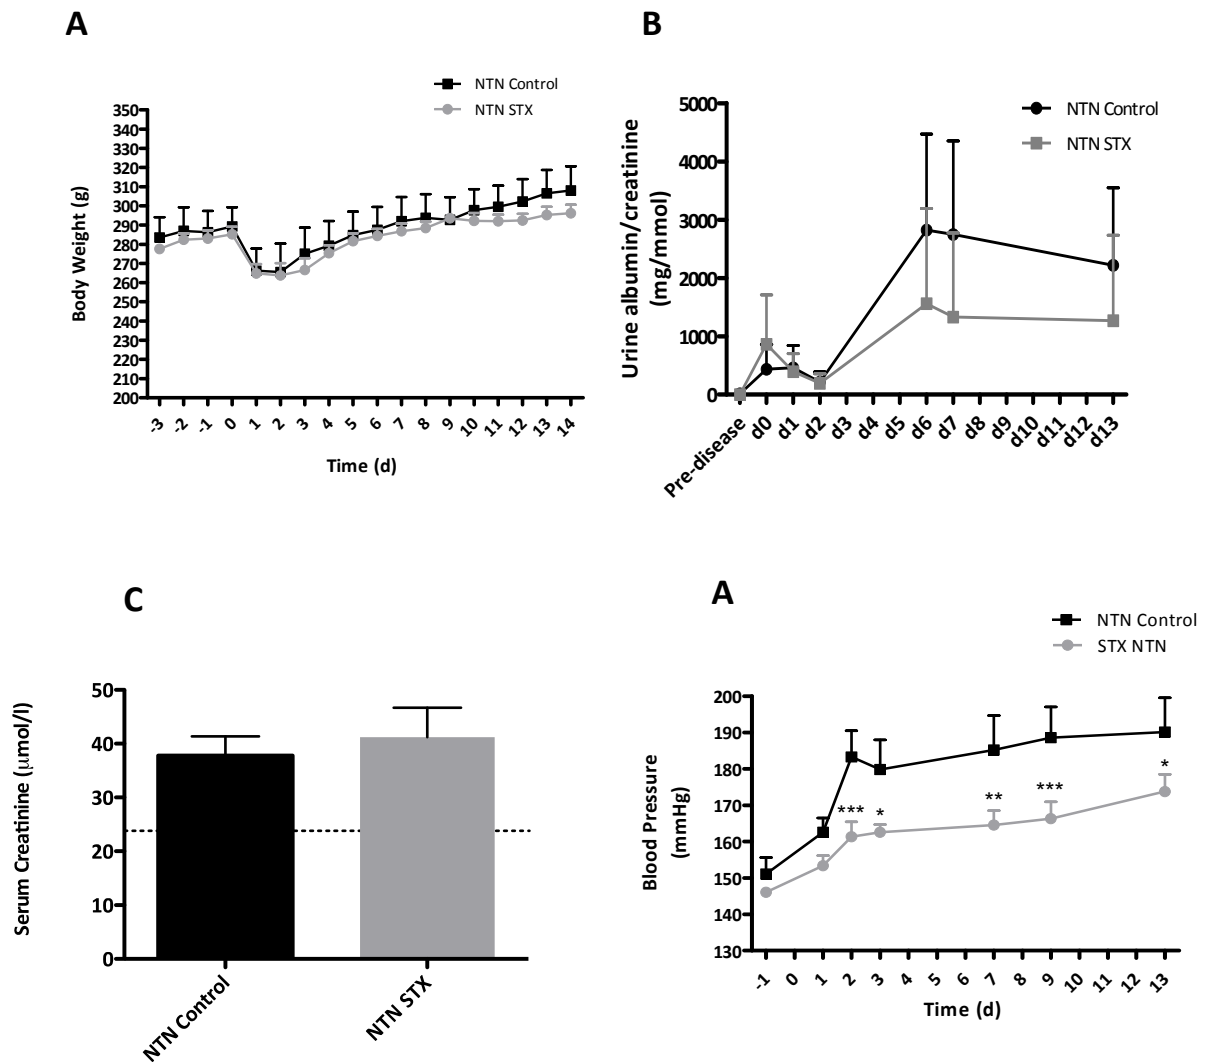 A
NTN Control
NTN STX
350
340
330
320
310
300
290
280
270
260
250
240
230
220
210
200
Body Weight (g)
-3 -2 -1 0 1 2 3 4 5 6 7 8 9 10 11 12 13 14
Time (d)
B
NTN Control
NTN STX
5000
4000
3000
2000
1000
0
Urine albumin/creatinine
(mg/mmol)
Pre-disease d0 d1 d2 d3 d4 d5 d6 d7 d8 d9 d10 d11 d12 d13
C
50
40
30
20
10
0
Serum Creatinine (μmol/l)
NTN Control NTN STX
A
NTN Control
STX NTN
200
190
180
170
160
150
140
130
Blood Pressure
(mmHg)
*** * ** *** *
-1 0 1 2 3 4 5 6 7 8 9 10 11 12 13
Time (d)